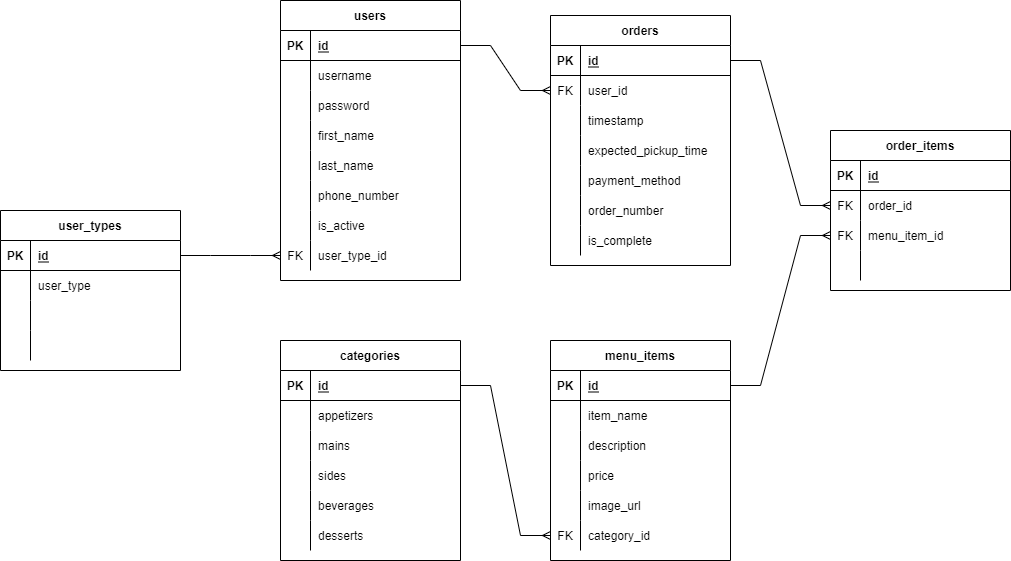 users
PK id
username
password
first_name
last_name
phone_number
is_active
FK user_type_id
orders
PK id
FK user_id
timestamp
expected_pickup_time
payment_method
order_number
is_complete
order_items
PK id
FK order_id
FK menu_item_id
user_types
PK id
user_type
categories
PK id
appetizers
mains
sides
beverages
desserts
menu_items
PK id
item_name
description
price
image_url
FK category_id